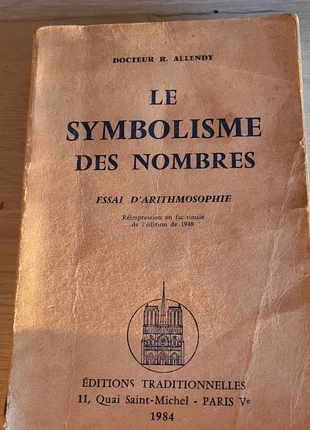 DOCTEUR R. ALLENDY
LE
SYMBOLISME
DES NOMBRES
ESSAI D'ARITHMOSOPHIE
Réimpression en fac-similé
de l'édition de 1948
ÉDITIONS TRADITIONNELLES
11, Quai Saint-Michel - PARIS Ve
1984